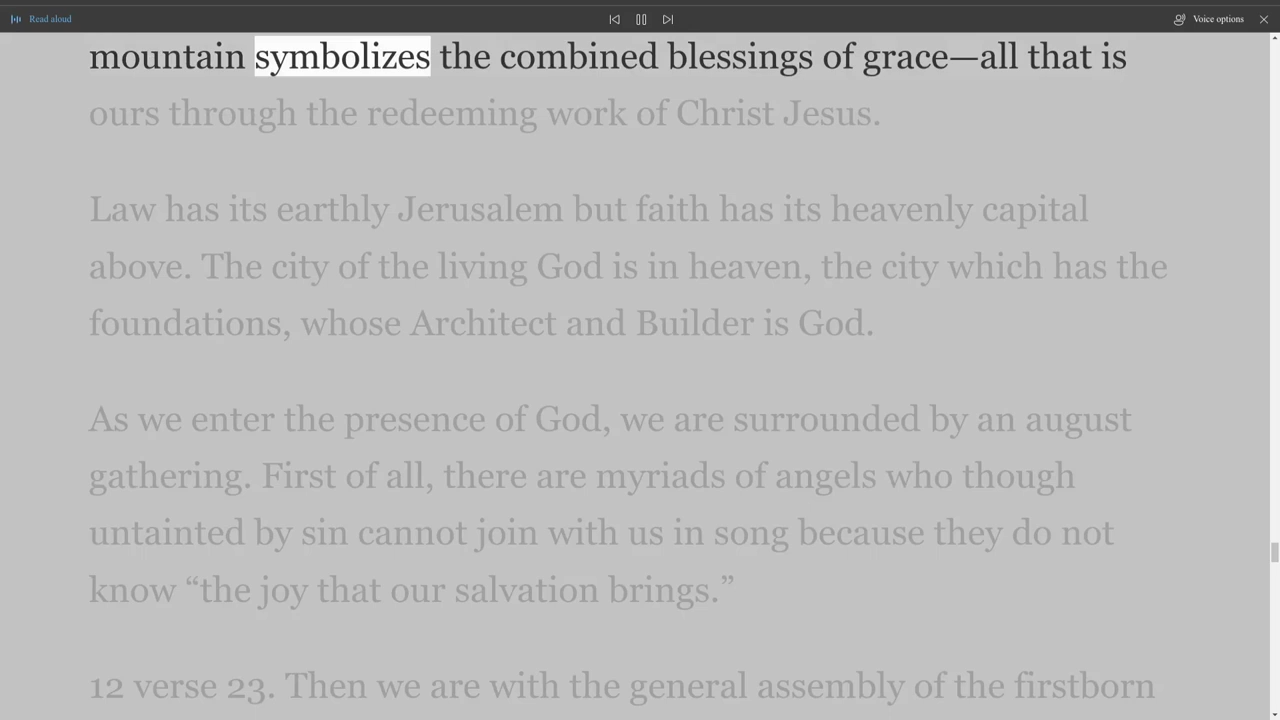 Read aloud
Voice options
mountain symbolizes the combined blessings of grace—all that is
ours through the redeeming work of Christ Jesus.
Law has its earthly Jerusalem but faith has its heavenly capital
above. The city of the living God is in heaven, the city which has the
foundations, whose Architect and Builder is God.
As we enter the presence of God, we are surrounded by an august
gathering. First of all, there are myriads of angels who though
untainted by sin cannot join with us in song because they do not
know “the joy that our salvation brings.”
12 verse 23. Then we are with the general assembly of the firstborn